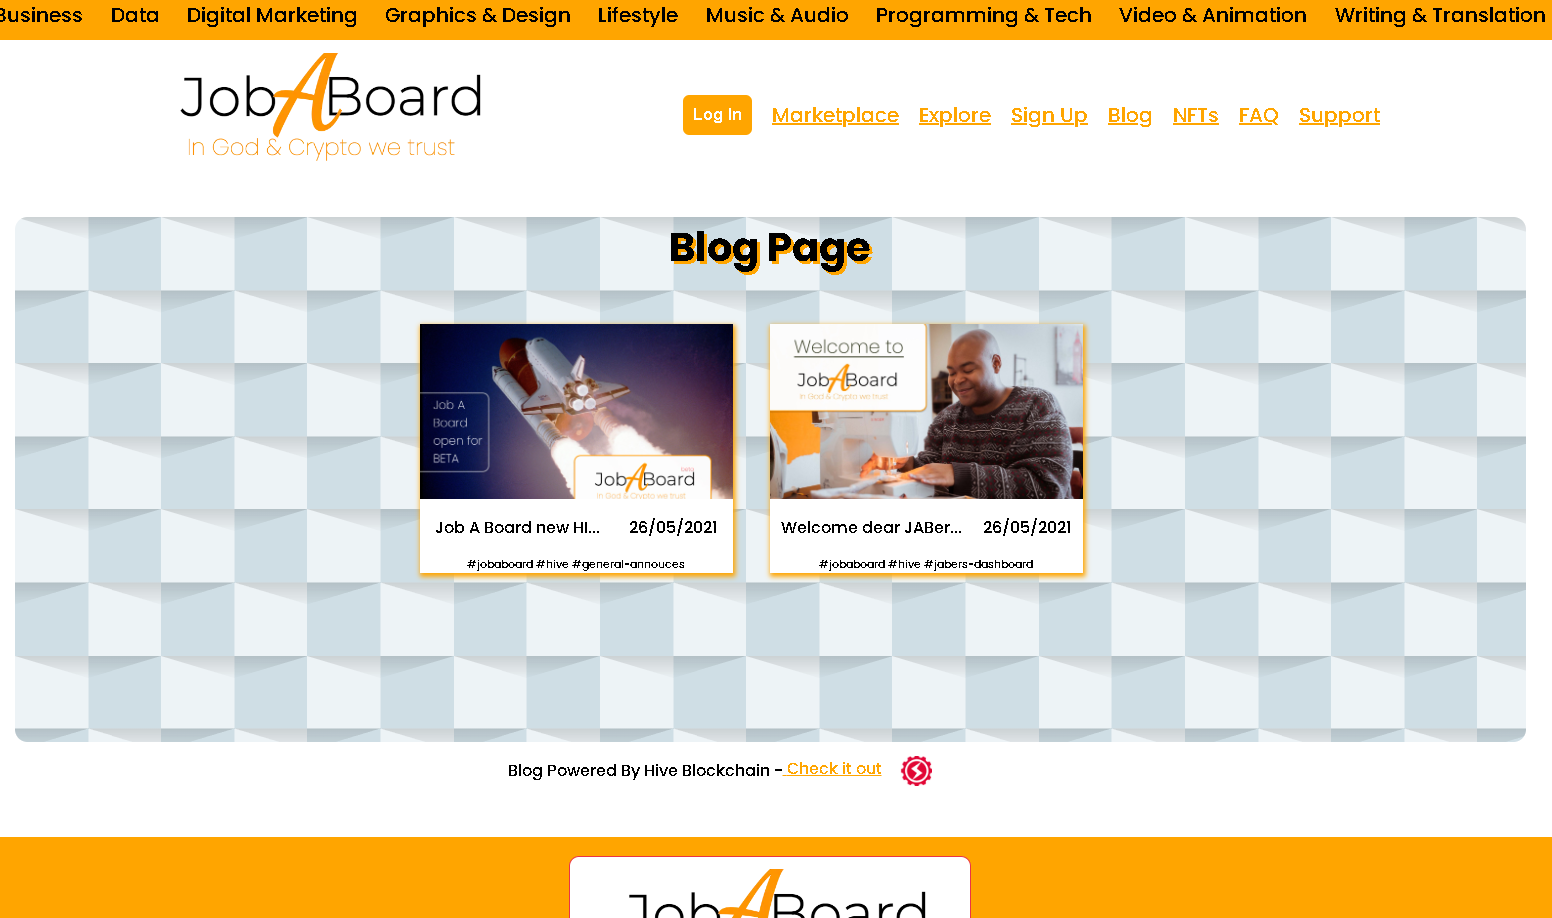 Business Data Digital Marketing Graphics & Design Lifestyle Music & Audio Programming & Tech Video & Animation Writing & Translation
JobABoard
In God & Crypto we trust
Log In Marketplace Explore Sign Up Blog NFTs FAQ Support
Blog Page
Job A
Board
open for
BETA
JobABoard
In God & Crypto we trust
Job A Board new HI... 26/05/2021
#jobaboard #hive #general-annouces
Welcome to
JobABoard
In God & Crypto we trust
Welcome dear JABer... 26/05/2021
#jobaboard #hive #jabers-dashboard
Blog Powered By Hive Blockchain - Check it out
JobABoard